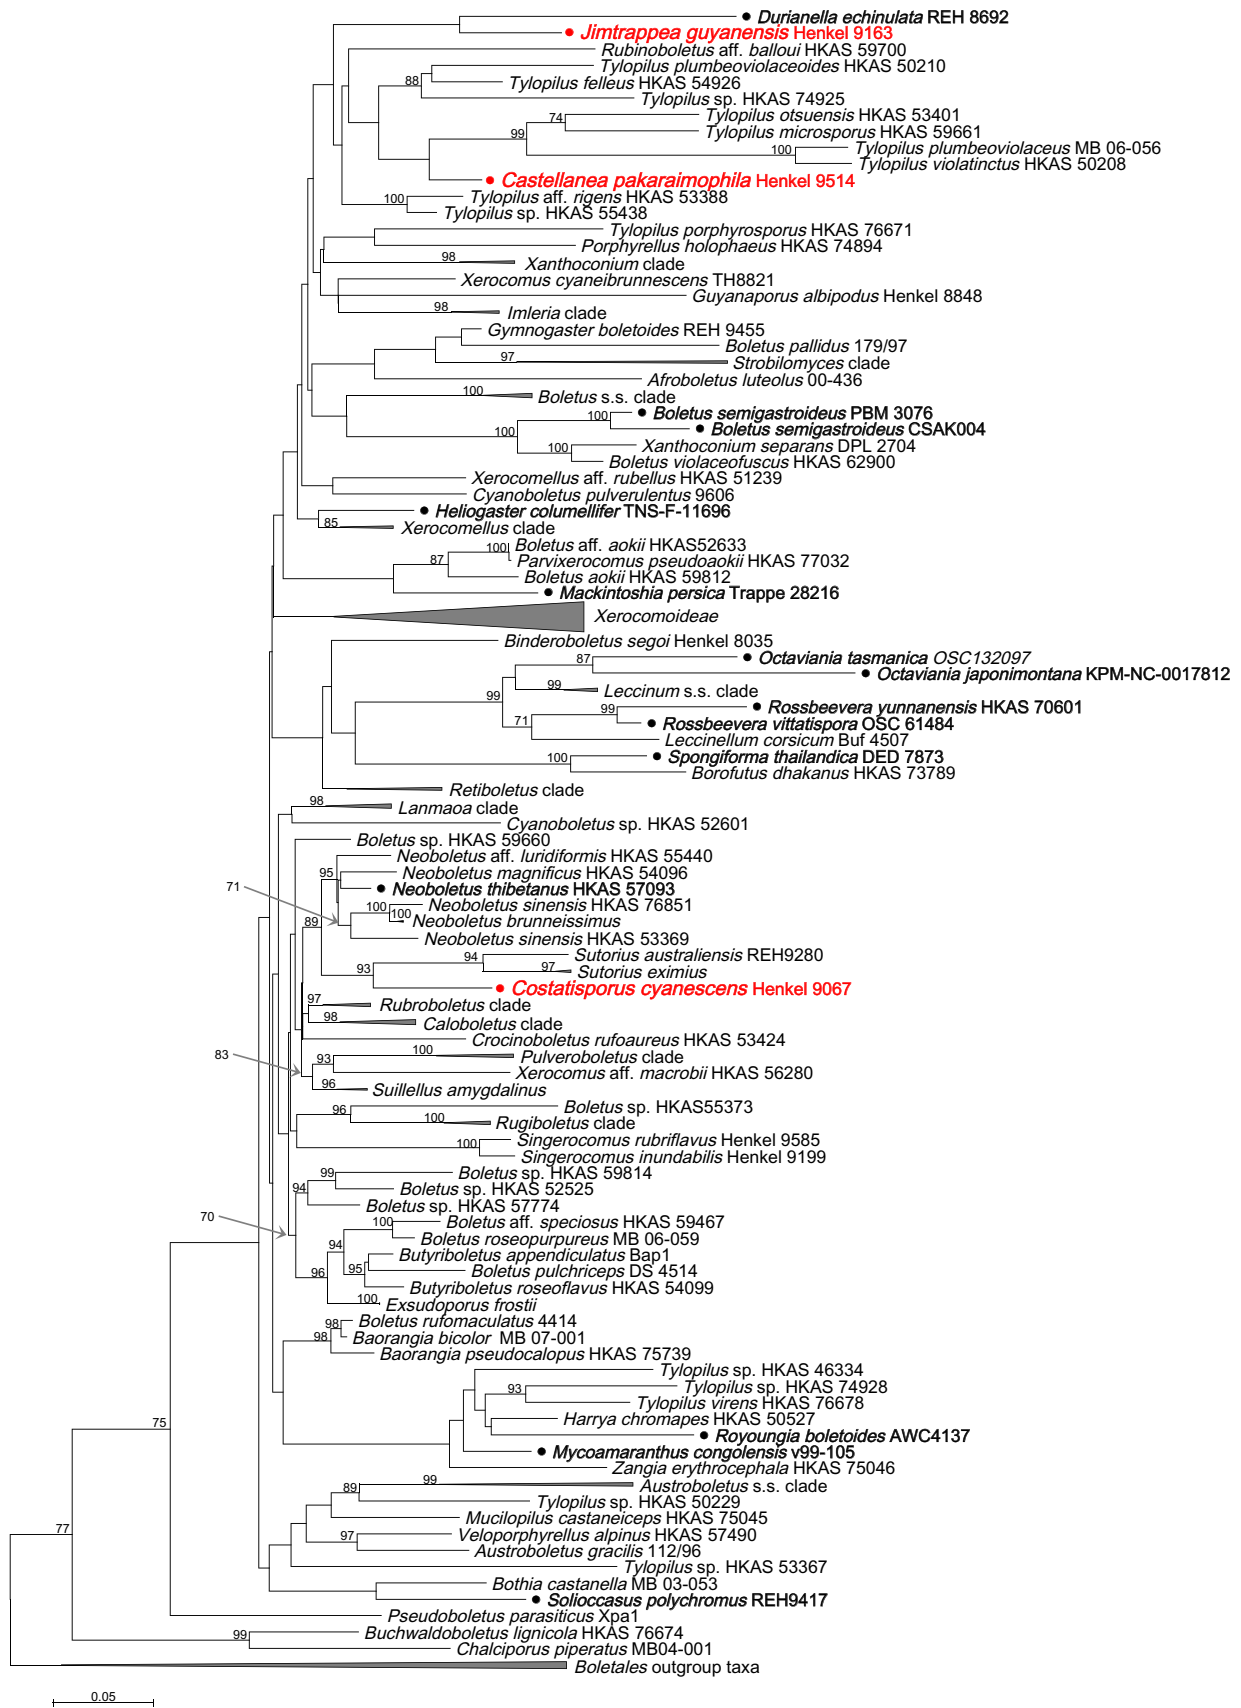 Durianella echinulata REH 8692
Jimtrappea guyanensis Henkel 9163
Rubinoboletus aff. balloui HKAS 59700
Tylopilus plumbeoviolaceoides HKAS 50210
88
Tylopilus felleus HKAS 54926
Tylopilus sp. HKAS 74925
74
Tylopilus otsuensis HKAS 53401
99
Tylopilus microsporus HKAS 59661
100
Tylopilus plumbeoviolaceus MB 06-056
Tylopilus violatinctus HKAS 50208
Castellanea pakaraimophila Henkel 9514
100
Tylopilus aff. rigens HKAS 53388
Tylopilus sp. HKAS 55438
Tylopilus porphyrosporus HKAS 76671
Porphyrellus holophaeus HKAS 74894
98
Xanthoconium clade
Xerocomus cyaneibrunnescens TH8821
Guyanaporus albipodus Henkel 8848
98
Imleria clade
Gymnogaster boletoides REH 9455
Boletus pallidus 179/97
97
Strobilomyces clade
Afroboletus luteolus 00-436
100
Boletus s.s. clade
100
Boletus semigastroideus PBM 3076
100
Boletus semigastroideus CSAK004
100
Xanthoconium separans DPL 2704
Boletus violaceofuscus HKAS 62900
Xerocomellus aff. rubellus HKAS 51239
Cyanoboletus pulverulentus 9606
Heliogaster columellifer TNS-F-11696
85
Xerocomellus clade
100
Boletus aff. aokii HKAS52633
87
Parvixerocomus pseudoaokii HKAS 77032
Boletus aokii HKAS 59812
Mackintoshia persica Trappe 28216
Xerocomoideae
Binderoboletus segoi Henkel 8035
87
Octaviania tasmanica OSC132097
Octaviania japonimontana KPM-NC-0017812
99
Leccinum s.s. clade
99
99
Rossbeevera yunnanensis HKAS 70601
71
Rossbeevera vittatispora OSC 61484
Leccinellum corsicum Buf 4507
100
Spongiforma thailandica DED 7873
Borofutus dhakanus HKAS 73789
Retiboletus clade
98
Lanmaoa clade
Cyanoboletus sp. HKAS 52601
Boletus sp. HKAS 59660
Neoboletus aff. luridiformis HKAS 55440
95
Neoboletus magnificus HKAS 54096
71
Neoboletus thibetanus HKAS 57093
100
Neoboletus sinensis HKAS 76851
100
Neoboletus brunneissimus
89
Neoboletus sinensis HKAS 53369
94
Sutorius australiensis REH9280
93
97
Sutorius eximius
Costatisporus cyanescens Henkel 9067
97
Rubroboletus clade
98
Caloboletus clade
Crocinoboletus rufoaureus HKAS 53424
83
93
100
Pulveroboletus clade
Xerocomus aff. macrobii HKAS 56280
96
Suillellus amygdalinus
96
Boletus sp. HKAS55373
100
Rugiboletus clade
100
Singerocomus rubriflavus Henkel 9585
Singerocomus inundabilis Henkel 9199
99
Boletus sp. HKAS 59814
94
Boletus sp. HKAS 52525
Boletus sp. HKAS 57774
70
100
Boletus aff. speciosus HKAS 59467
Boletus roseopurpureus MB 06-059
94
Butyriboletus appendiculatus Bap1
95
Boletus pulchriceps DS 4514
96
Butyriboletus roseoflavus HKAS 54099
100
Exsudoporus frostii
98
Boletus rufomaculatus 4414
98
Baorangia bicolor MB 07-001
Baorangia pseudocalopus HKAS 75739
Tylopilus sp. HKAS 46334
93
Tylopilus sp. HKAS 74928
Tylopilus virens HKAS 76678
Harrya chromapes HKAS 50527
75
Royoungia boletoides AWC4137
Mycoamaranthus congolensis v99-105
Zangia erythrocephala HKAS 75046
99
Austroboletus s.s. clade
89
Tylopilus sp. HKAS 50229
Mucilopilus castaneiceps HKAS 75045
77
97
Veloporphyrellus alpinus HKAS 57490
Austroboletus gracilis 112/96
Tylopilus sp. HKAS 53367
Bothia castanella MB 03-053
Solioccasus polychromus REH9417
Pseudoboletus parasiticus Xpa1
99
Buchwaldoboletus lignicola HKAS 76674
Chalciporus piperatus MB04-001
Boletales outgroup taxa
0.05